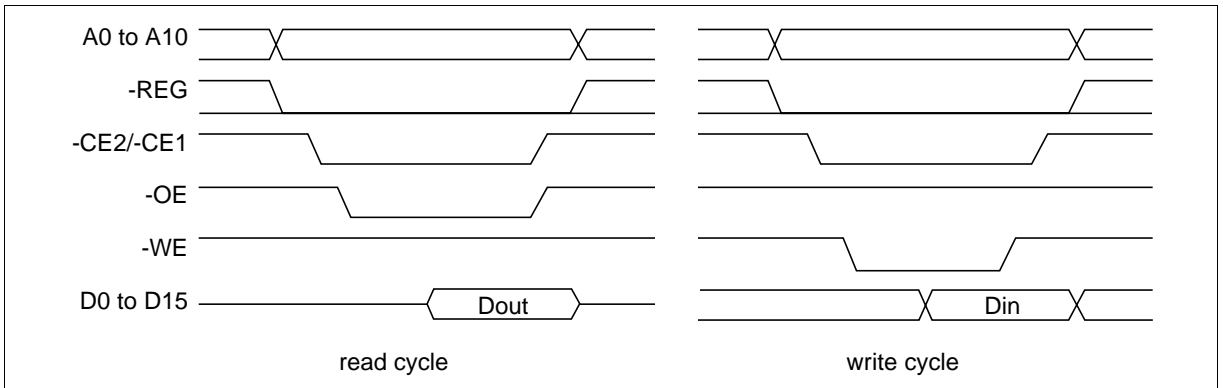 A0 to A10
-REG
-CE2/-CE1
-OE
-WE
D0 to D15
Dout
Din
read cycle
write cycle